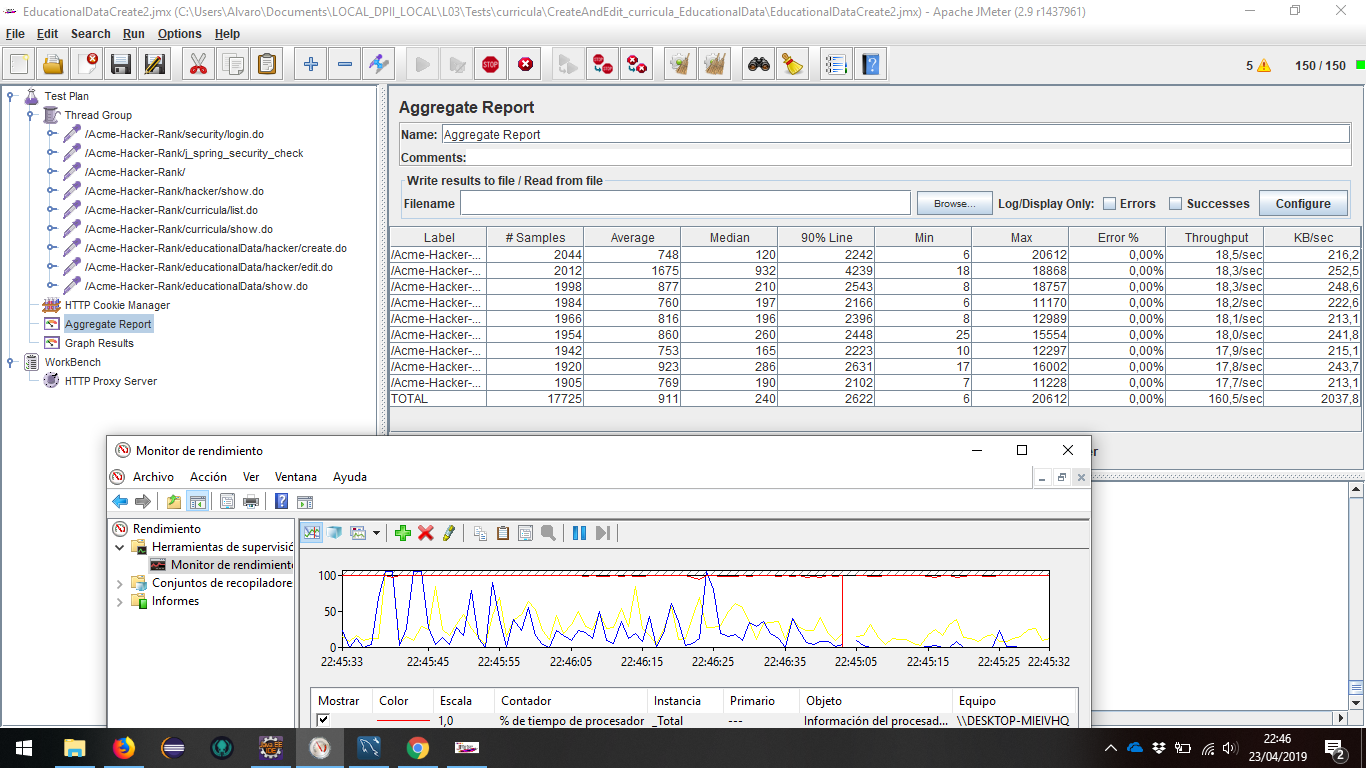 EducationalDataCreate2.jmx (C:\Users\Alvaro\Documents\LOCAL_DPII_LOCAL\L03\Tests\curricula\CreateAndEdit_curricula_EducationalData\EducationalDataCreate2.jmx) - Apache JMeter (2.9 r1437961)
File Edit Search Run Options Help
STOP
5 150 / 150
Test Plan
Thread Group
/Acme-Hacker-Rank/security/login.do
/Acme-Hacker-Rank/j_spring_security_check
/Acme-Hacker-Rank/
/Acme-Hacker-Rank/hacker/show.do
/Acme-Hacker-Rank/curricula/list.do
/Acme-Hacker-Rank/curricula/show.do
/Acme-Hacker-Rank/educationalData/hacker/create.do
/Acme-Hacker-Rank/educationalData/hacker/edit.do
/Acme-Hacker-Rank/educationalData/show.do
HTTP Cookie Manager
Aggregate Report
Graph Results
WorkBench
HTTP Proxy Server
Aggregate Report
Name: Aggregate Report
Comments:
Write results to file / Read from file
Filename Browse... Log/Display Only: Errors Successes Configure
Label # Samples Average Median 90% Line Min Max Error % Throughput KB/sec
/Acme-Hacker-... 2044 748 120 2242 6 20612 0,00% 18,5/sec 216,2
/Acme-Hacker-... 2012 1675 932 4239 18 18868 0,00% 18,3/sec 252,5
/Acme-Hacker-... 1998 877 210 2543 8 18757 0,00% 18,3/sec 248,6
/Acme-Hacker-... 1984 760 197 2166 6 11170 0,00% 18,2/sec 222,6
/Acme-Hacker-... 1966 816 196 2396 8 12989 0,00% 18,1/sec 213,1
/Acme-Hacker-... 1954 860 260 2448 25 15554 0,00% 18,0/sec 241,8
/Acme-Hacker-... 1942 753 165 2223 10 12297 0,00% 17,9/sec 215,1
/Acme-Hacker-... 1920 923 286 2631 17 16002 0,00% 17,8/sec 243,7
/Acme-Hacker-... 1905 769 190 2102 7 11228 0,00% 17,7/sec 213,1
TOTAL 17725 911 240 2622 6 20612 0,00% 160,5/sec 2037,8
Monitor de rendimiento
Archivo Acción Ver Ventana Ayuda
Rendimiento
Herramientas de supervisió
Monitor de rendimiento
Conjuntos de recopiladore
Informes
100
50
0
22:45:33 22:45:45 22:45:55 22:46:05 22:46:15 22:46:25 22:46:35 22:45:05 22:45:15 22:45:25 22:45:32
Mostrar Color Escala Contador Instancia Primario Objeto Equipo
1,0 % de tiempo de procesador _Total --- Información del procesad... \\DESKTOP-MIEIVHQ
22:46
23/04/2019
2